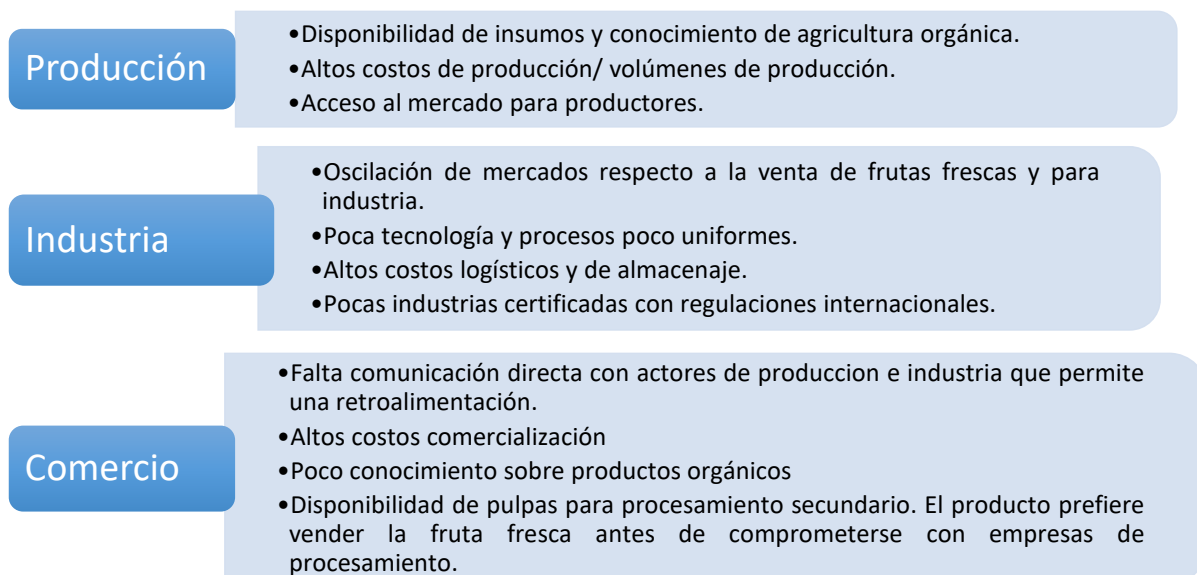 Producción
•Disponibilidad de insumos y conocimiento de agricultura orgánica.
•Altos costos de producción/ volúmenes de producción.
•Acceso al mercado para productores.
Industria
•Oscilación de mercados respecto a la venta de frutas frescas y para
industria.
•Poca tecnología y procesos poco uniformes.
•Altos costos logísticos y de almacenaje.
•Pocas industrias certificadas con regulaciones internacionales.
Comercio
•Falta comunicación directa con actores de produccion e industria que permite
una retroalimentación.
•Altos costos comercialización
•Poco conocimiento sobre productos orgánicos
•Disponibilidad de pulpas para procesamiento secundario. El producto prefiere
vender la fruta fresca antes de comprometerse con empresas de
procesamiento.